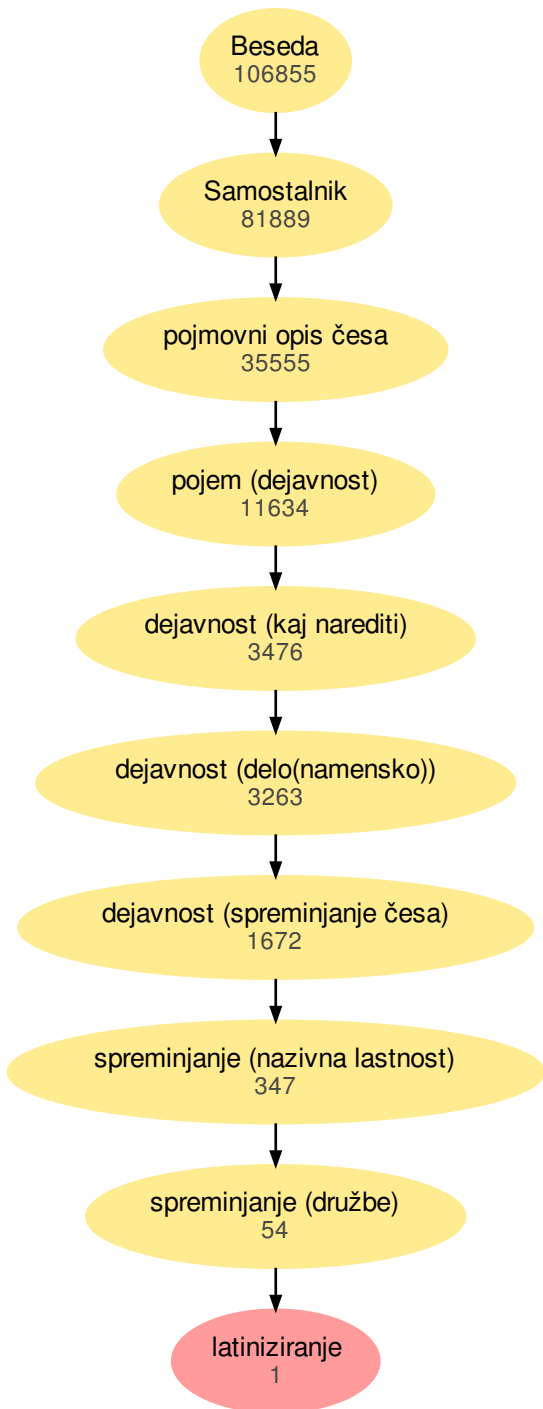 Beseda
106855
Samostalnik
81889
pojmovni opis česa
35555
pojem (dejavnost)
11634
dejavnost (kaj narediti)
3476
dejavnost (delo(namensko))
3263
dejavnost (spreminjanje česa)
1672
spreminjanje (nazivna lastnost)
347
spreminjanje (družbe)
54
latiniziranje
1